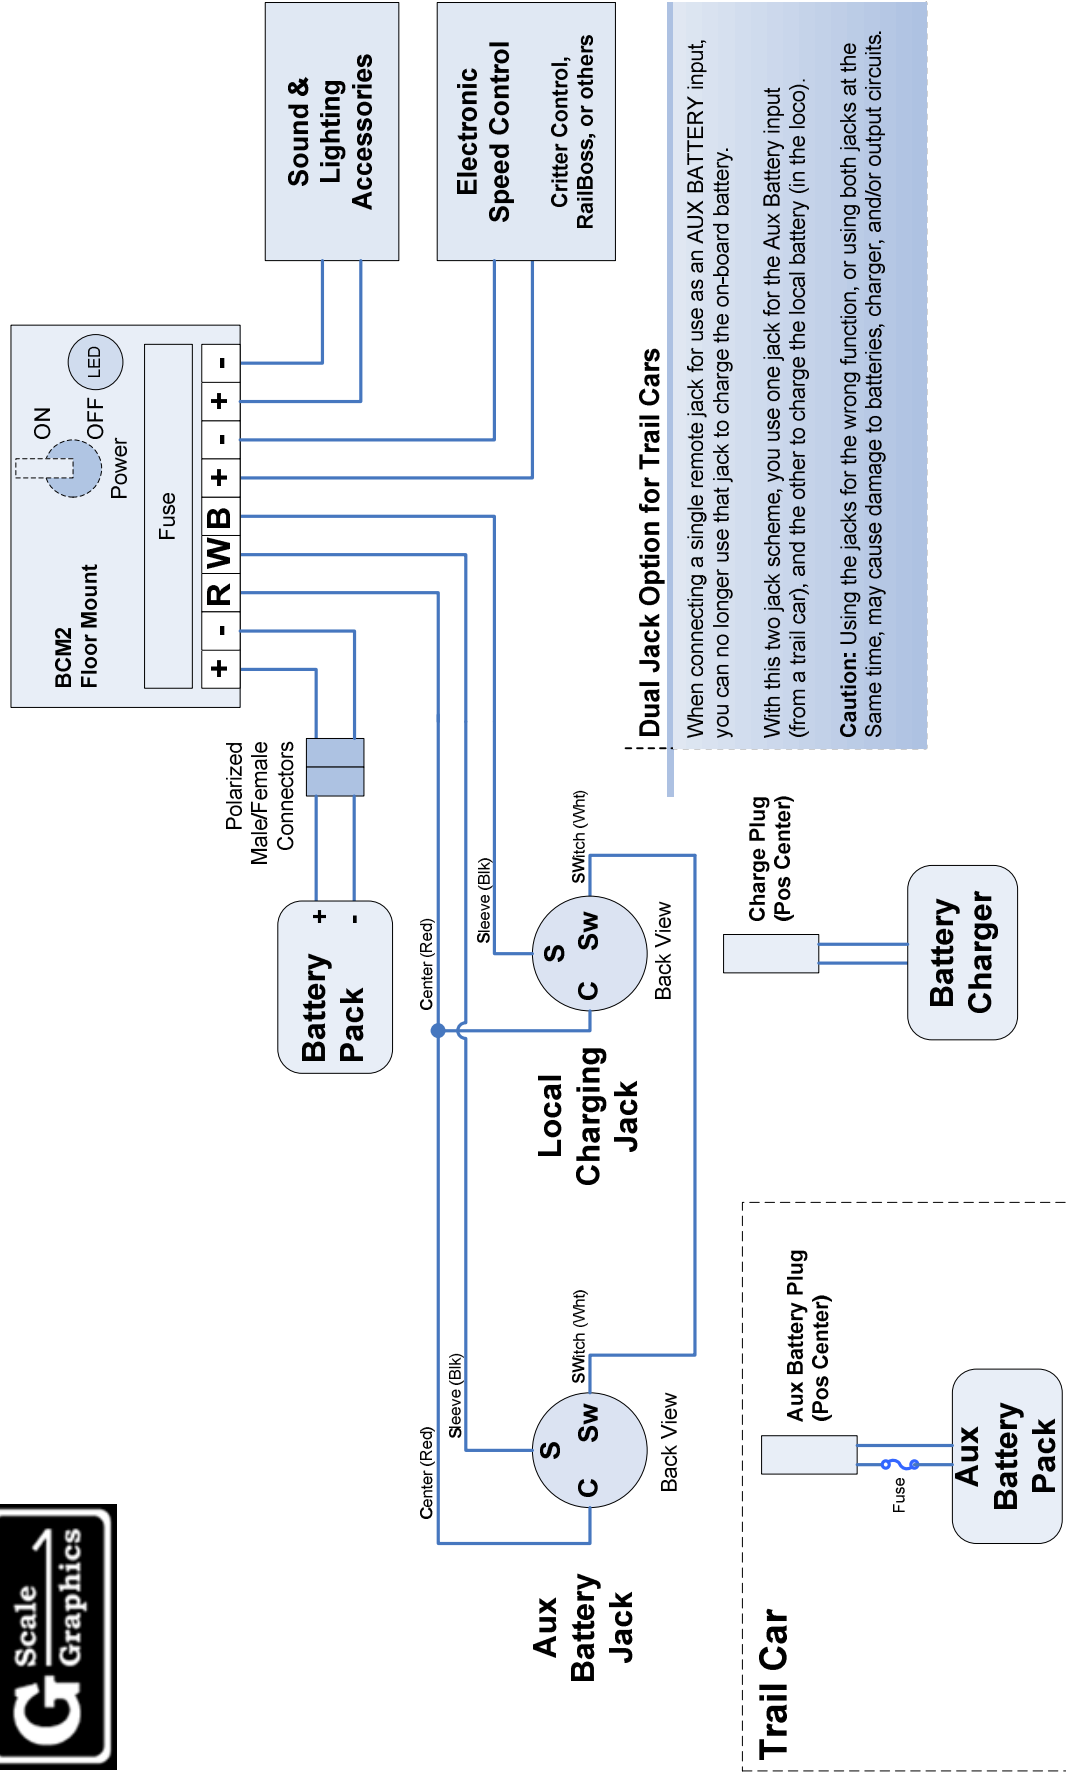 G Scale
Graphics
BCM2
Floor Mount
ON
OFF
Power
LED
Fuse
+ - R W B + - + -
Polarized
Male/Female
Connectors
Battery
Pack
+
-
Sound &
Lighting
Accessories
Electronic
Speed Control
Critter Control,
RailBoss, or others
Center (Red)
Sleeve (Blk)
SWitch (Wht)
S
C
Sw
Back View
Aux
Battery
Jack
Center (Red)
Sleeve (Blk)
SWitch (Wht)
S
C
Sw
Back View
Local
Charging
Jack
Dual Jack Option for Trail Cars
When connecting a single remote jack for use as an AUX BATTERY input,
you can no longer use that jack to charge the on-board battery.
With this two jack scheme, you use one jack for the Aux Battery input
(from a trail car), and the other to charge the local battery (in the loco).
Caution: Using the jacks for the wrong function, or using both jacks at the
Same time, may cause damage to batteries, charger, and/or output circuits.
Trail Car
Aux Battery Plug
(Pos Center)
Fuse
Aux
Battery
Pack
Charge Plug
(Pos Center)
Battery
Charger